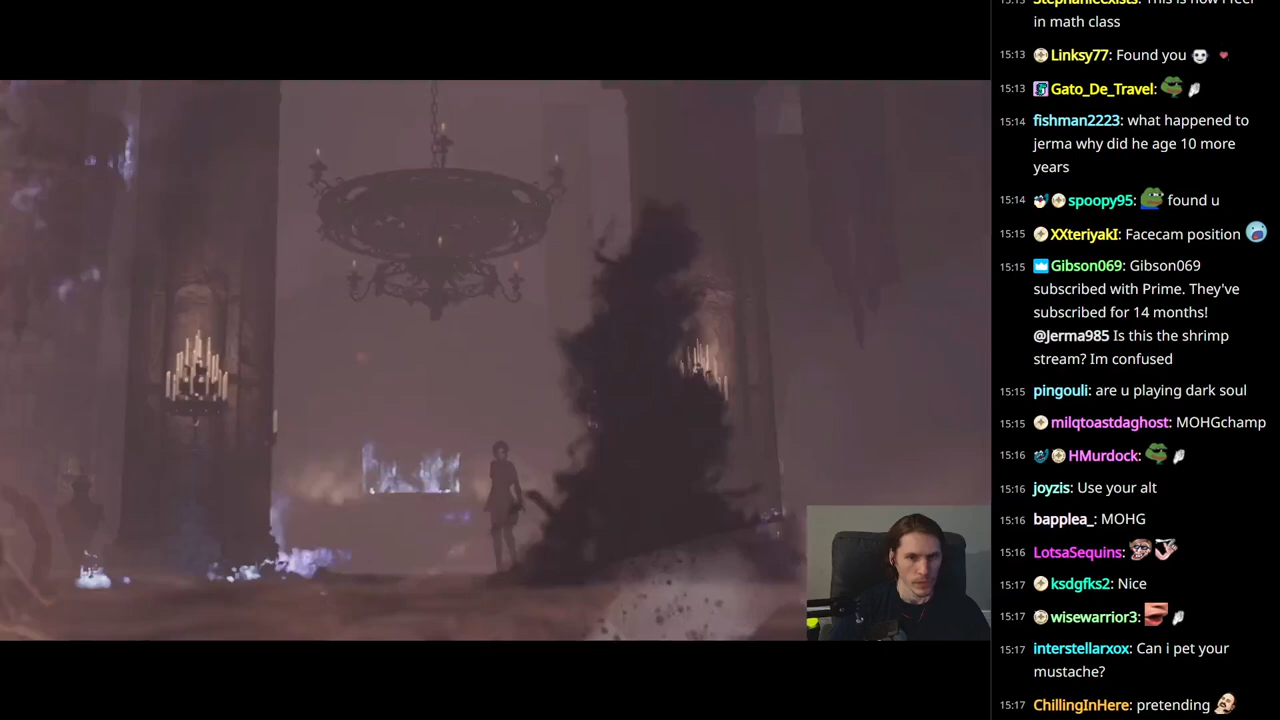 in math class
15:13 Linksy77: Found you
15:13 Gato_De_Travel:
15:14 fishman2223: what happened to
jerma why did he age 10 more
years
15:14 spoopy95: found u
15:15 XXteriyakI: Facecam position
15:15 Gibson069: Gibson069
subscribed with Prime. They've
subscribed for 14 months!
@Jerma985 Is this the shrimp
stream? Im confused
15:15 pingouli: are u playing dark soul
15:15 milqtoastdaghost: MOHGchamp
15:16 HMurdock:
15:16 joyzis: Use your alt
15:16 bapplea_: MOHG
15:16 LotsaSequins:
15:17 ksdgfks2: Nice
15:17 wisewarrior3:
15:17 interstellarxox: Can i pet your
mustache?
15:17 ChillingInHere: pretending